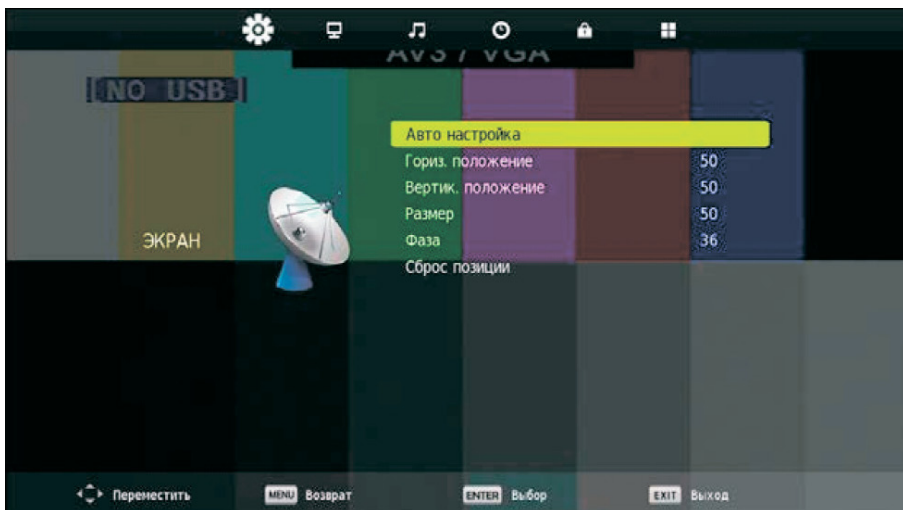 AV3 / VGA
[NO USB]
Авто настройка
Гориз. положение 50
Вертик. положение 50
Размер 50
ЭКРАН
Фаза 36
Сброс позиции
Переместить
MENU Возврат
ENTER Выбор
EXIT Выход